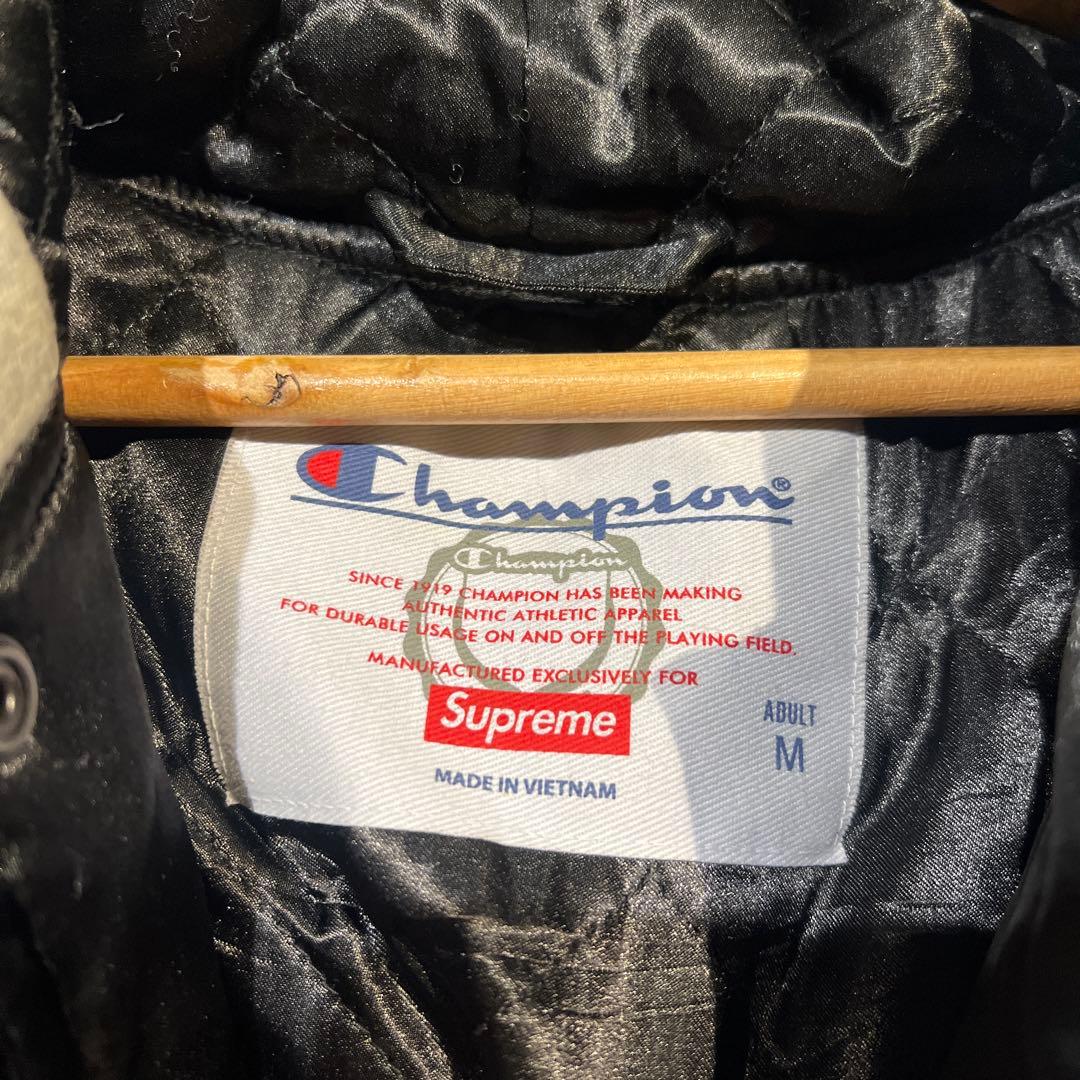 Champion®
Champion
SINCE 1919 CHAMPION HAS BEEN MAKING
AUTHENTIC ATHLETIC APPAREL
FOR DURABLE USAGE ON AND OFF THE PLAYING FIELD.
MANUFACTURED EXCLUSIVELY FOR
Supreme
ADULT
M
MADE IN VIETNAM